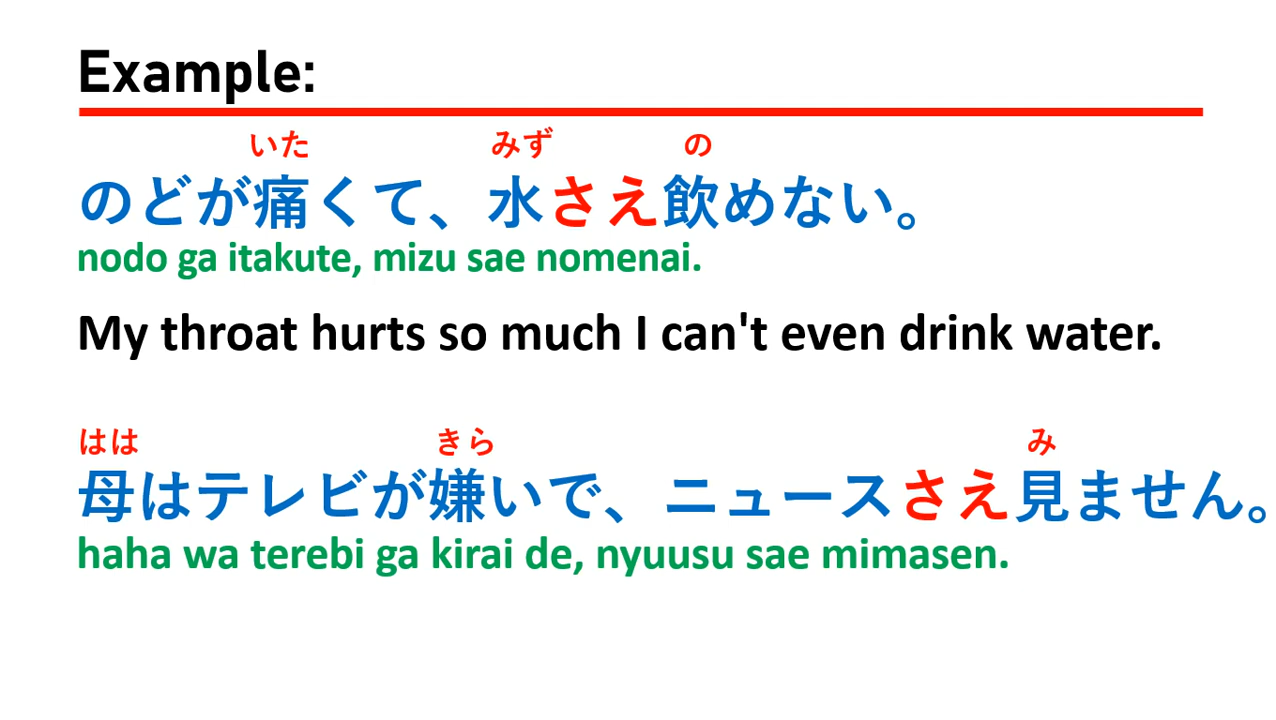 Example:
いた みず の
のどが痛くて、水さえ飲めない。
nodo ga itakute, mizu sae nomenai.
My throat hurts so much I can't even drink water.
はは きら み
母はテレビが嫌いで、ニュースさえ見ません。
haha wa terebi ga kirai de, nyuusu sae mimasen.